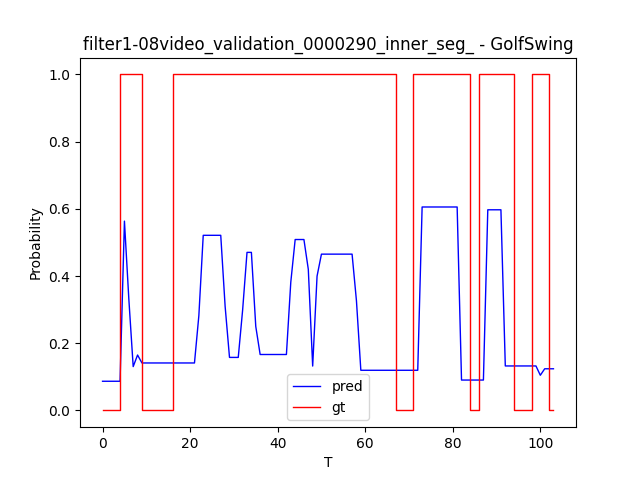 filter1-08video_validation_0000290_inner_seg_ - GolfSwing
1.0
0.8
0.6
0.4
0.2
0.0
Probability
pred
gt
0 20 40 60 80 100
T